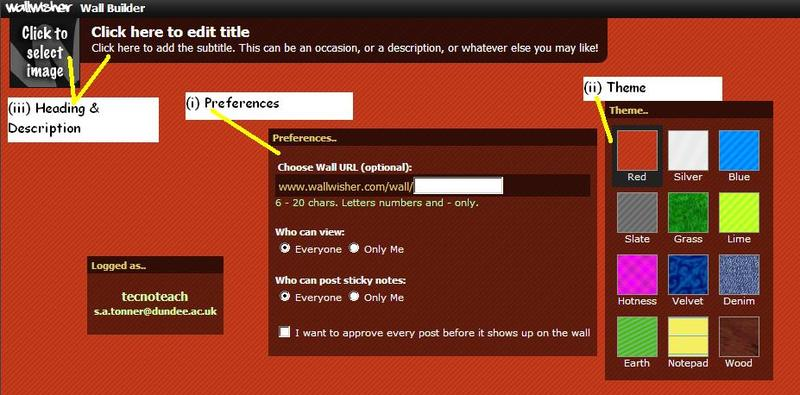 wallwisher Wall Builder
Click to
select
image
Click here to edit title
Click here to add the subtitle. This can be an occasion, or a description, or whatever else you may like!
(iii) Heading &
Description
(i) Preferences
(ii) Theme
Preferences..
Choose Wall URL (optional):
www.wallwisher.com/wall/
6 - 20 chars. Letters numbers and - only.
Who can view:
Everyone Only Me
Who can post sticky notes:
Everyone Only Me
I want to approve every post before it shows up on the wall
Logged as..
tecnoteach
s.a.tonner@dundee.ac.uk
Theme..
Red Silver Blue
Slate Grass Lime
Hotness Velvet Denim
Earth Notepad Wood